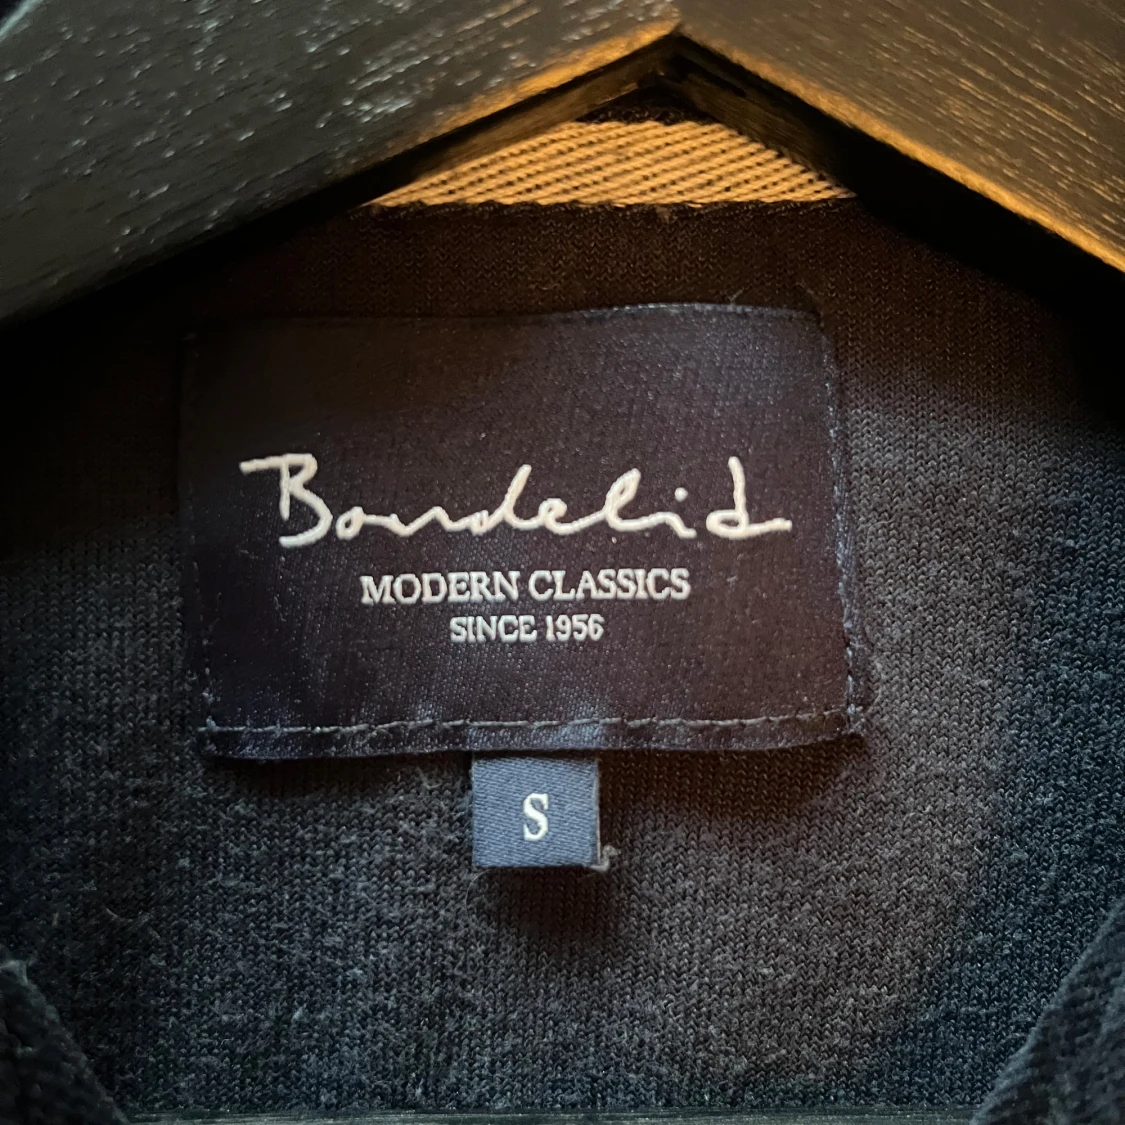 Bondelid
MODERN CLASSICS
SINCE 1956
S